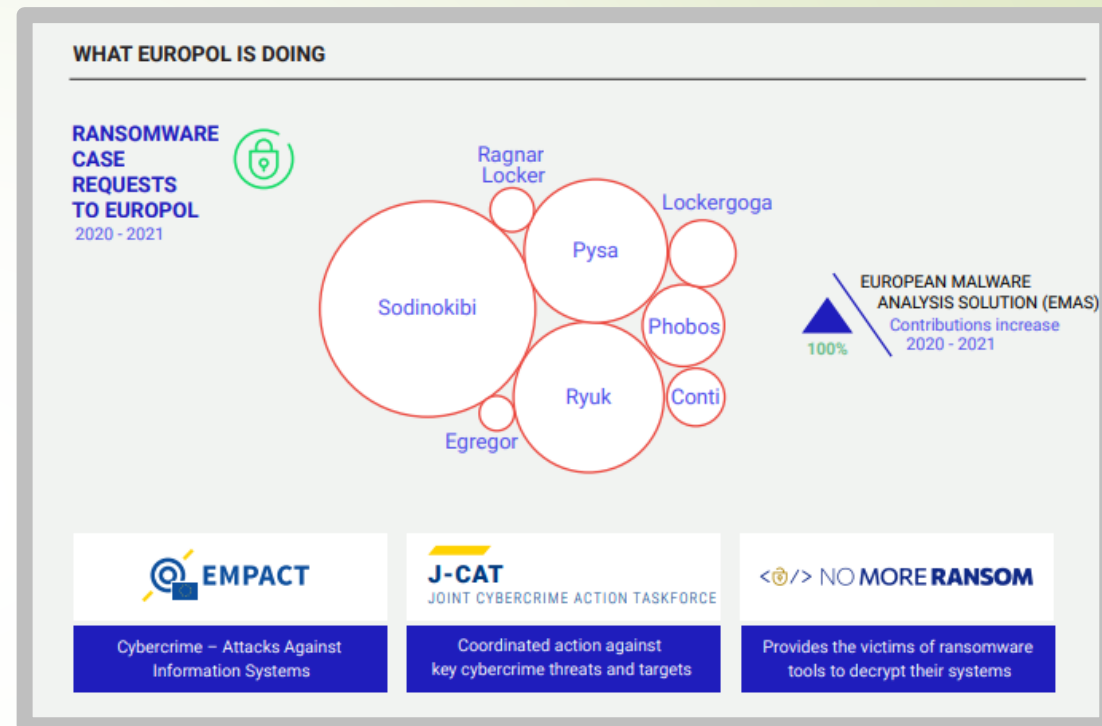 WHAT EUROPOL IS DOING
RANSOMWARE
CASE
REQUESTS
TO EUROPOL
2020 - 2021
Ragnar
Locker
Lockergoga
Pysa
Sodinokibi
Phobos
Ryuk
Conti
Egregor
EUROPEAN MALWARE
ANALYSIS SOLUTION (EMAS)
Contributions increase
2020 - 2021
100%
@ EMPACT
Cybercrime – Attacks Against
Information Systems
J-CAT
JOINT CYBERCRIME ACTION TASKFORCE
Coordinated action against
key cybercrime threats and targets
< /> NO MORE RANSOM
Provides the victims of ransomware
tools to decrypt their systems